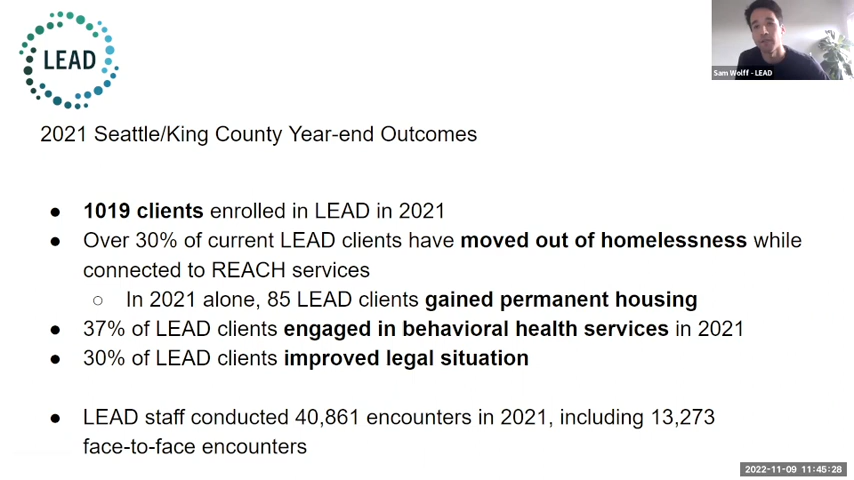 LEAD
Sam Wolff - LEAD
2021 Seattle/King County Year-end Outcomes
● 1019 clients enrolled in LEAD in 2021
● Over 30% of current LEAD clients have moved out of homelessness while
connected to REACH services
○ In 2021 alone, 85 LEAD clients gained permanent housing
● 37% of LEAD clients engaged in behavioral health services in 2021
● 30% of LEAD clients improved legal situation
● LEAD staff conducted 40,861 encounters in 2021, including 13,273
face-to-face encounters
2022-11-09 11:45:28